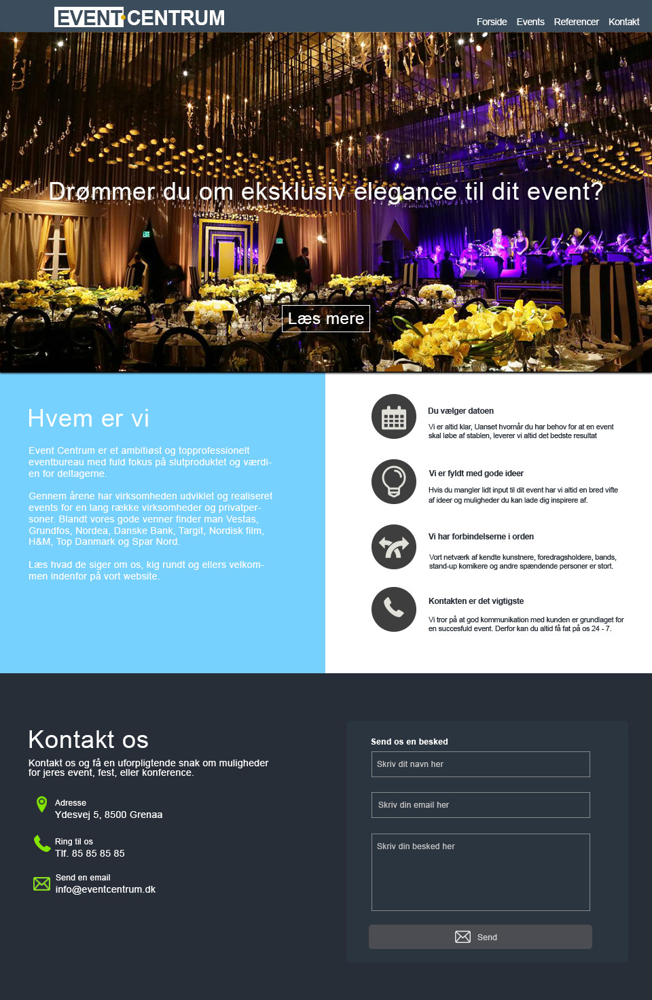 EVENT CENTRUM
Forside Events Referencer Kontakt
Drømmer du om eksklusiv elegance til dit event?
Læs mere
Hvem er vi
Event Centrum er et ambitiøst og topprofessionelt
eventbureau med fuld fokus på slutproduktet og værdi-
en for deltagerne.
Gennem årene har virksomheden udviklet og realiseret
events for en lang række virksomheder og privatper-
soner. Blandt vores gode venner finder man Vestas,
Grundfos, Nordea, Danske Bank, Targit, Nordisk film,
H&M, Top Danmark og Spar Nord.
Læs hvad de siger om os, kig rundt og ellers velkom-
men indenfor på vort website.
Du vælger datoen
Vi er altid klar, Uanset hvornår du har behov for at en event
skal løbe af stablen, leverer vi altid det bedste resultat
Vi er fyldt med gode ideer
Hvis du mangler lidt input til dit event har vi altid en bred vifte
af ideer og muligheder du kan lade dig inspirere af.
Vi har forbindelserne i orden
Vort netværk af kendte kunstnere, foredragsholdere, bands,
stand-up komikere og andre spændende personer er stort.
Kontakten er det vigtigste
Vi tror på at god kommunikation med kunden er grundlaget for
en succesfuld event. Derfor kan du altid få fat på os 24 - 7.
Kontakt os
Kontakt os og få en uforpligtende snak om muligheder
for jeres event, fest, eller konference.
Adresse
Ydesvej 5, 8500 Grenaa
Ring til os
Tlf. 85 85 85 85
Send en email
info@eventcentrum.dk
Send os en besked
Skriv dit navn her
Skriv din email her
Skriv din besked her
Send